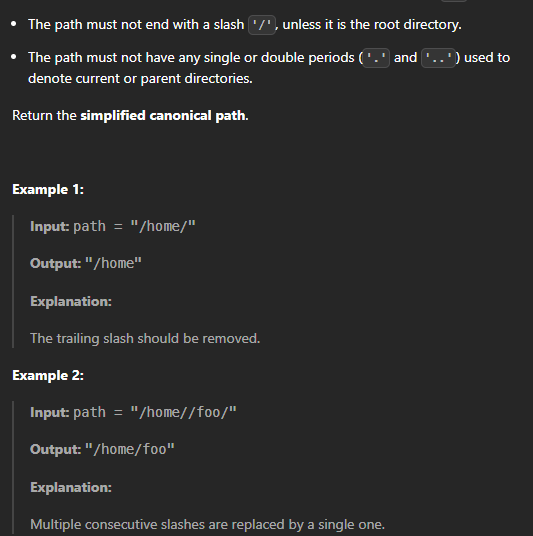 The path must not end with a slash '/', unless it is the root directory.
The path must not have any single or double periods ('.' and '..') used to
denote current or parent directories.
Return the simplified canonical path.
Example 1:
Input: path = "/home/"
Output: "/home"
Explanation:
The trailing slash should be removed.
Example 2:
Input: path = "/home//foo/"
Output: "/home/foo"
Explanation:
Multiple consecutive slashes are replaced by a single one.